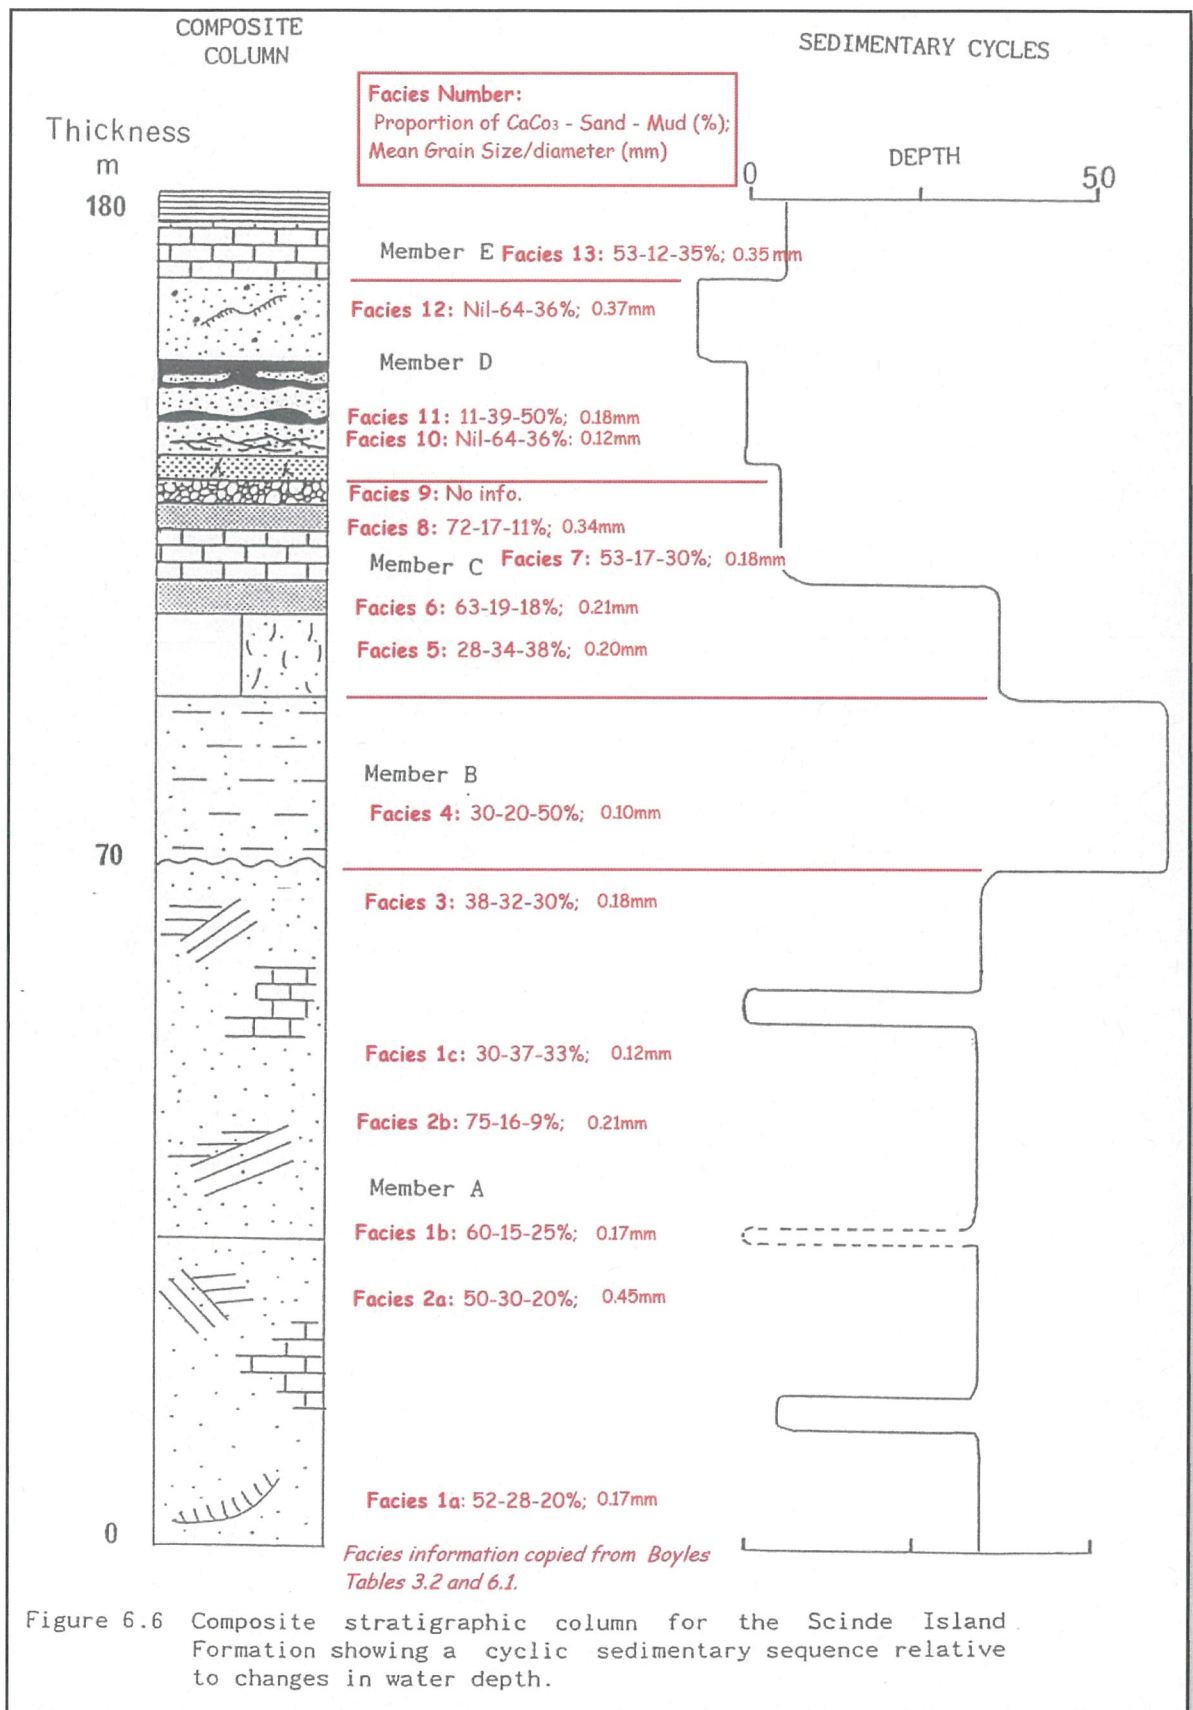 COMPOSITE
COLUMN
SEDIMENTARY CYCLES
Facies Number:
Proportion of CaCo₃ - Sand - Mud (%);
Mean Grain Size/diameter (mm)
Thickness
m
DEPTH
0
50
180
Member E Facies 13: 53-12-35%; 0.35mm
Facies 12: Nil-64-36%; 0.37mm
Member D
Facies 11: 11-39-50%; 0.18mm
Facies 10: Nil-64-36%: 0.12mm
Facies 9: No info.
Facies 8: 72-17-11%; 0.34mm
Member C Facies 7: 53-17-30%; 0.18mm
Facies 6: 63-19-18%; 0.21mm
Facies 5: 28-34-38%; 0.20mm
Member B
Facies 4: 30-20-50%; 0.10mm
70
Facies 3: 38-32-30%; 0.18mm
Facies 1c: 30-37-33%; 0.12mm
Facies 2b: 75-16-9%; 0.21mm
Member A
Facies 1b: 60-15-25%; 0.17mm
Facies 2a: 50-30-20%; 0.45mm
Facies 1a: 52-28-20%; 0.17mm
0
Facies information copied from Boyles
Tables 3.2 and 6.1.
Figure 6.6 Composite stratigraphic column for the Scinde Island
Formation showing a cyclic sedimentary sequence relative
to changes in water depth.